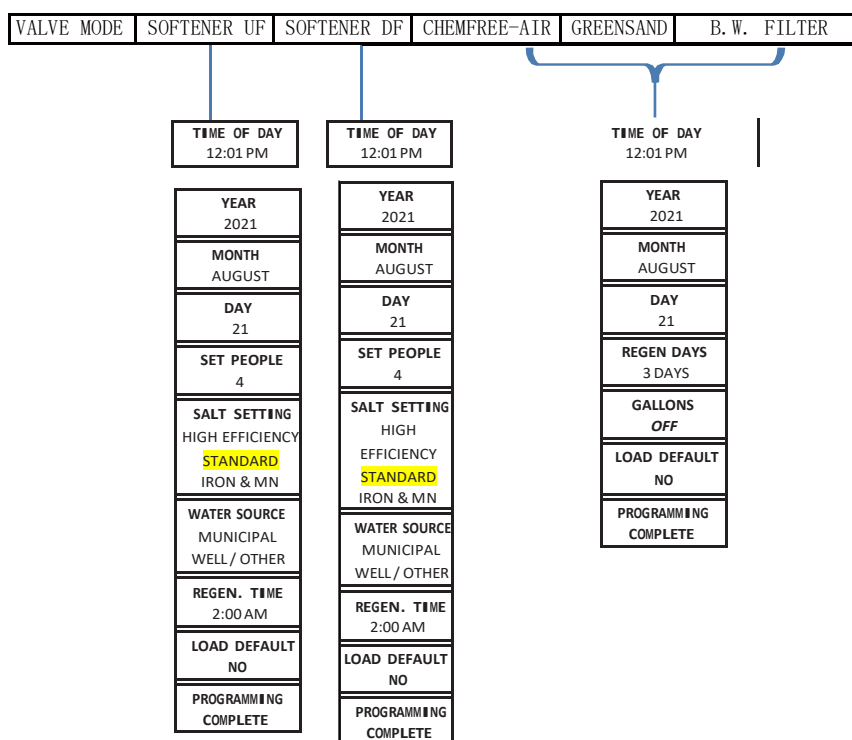 VALVE MODE SOFTENER UF SOFTENER DF CHEMFREE-AIR GREENSAND B.W. FILTER
TIME OF DAY
12:01 PM
YEAR
2021
MONTH
AUGUST
DAY
21
SET PEOPLE
4
SALT SETTING
HIGH EFFICIENCY
STANDARD
IRON & MN
WATER SOURCE
MUNICIPAL
WELL / OTHER
REGEN. TIME
2:00 AM
LOAD DEFAULT
NO
PROGRAMMING
COMPLETE
TIME OF DAY
12:01 PM
YEAR
2021
MONTH
AUGUST
DAY
21
SET PEOPLE
4
SALT SETTING
HIGH
EFFICIENCY
STANDARD
IRON & MN
WATER SOURCE
MUNICIPAL
WELL / OTHER
REGEN. TIME
2:00 AM
LOAD DEFAULT
NO
PROGRAMMING
COMPLETE
TIME OF DAY
12:01 PM
YEAR
2021
MONTH
AUGUST
DAY
21
REGEN DAYS
3 DAYS
GALLONS
OFF
LOAD DEFAULT
NO
PROGRAMMING
COMPLETE